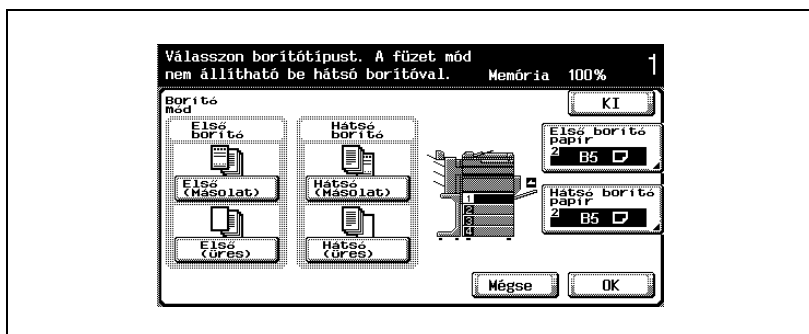 Válasszon borítótípust. A füzet mód
nem állítható be hátsó borítóval. Memória 100% 1
Borító
mód
KI
Első
borító
Hátsó
borító
Első
(Másolat)
Hátsó
(Másolat)
Első
(üres)
Hátsó
(üres)
1
2
3
4
Első borító
papír
2 B5
Hátsó borító
papír
2 B5
Mégse OK